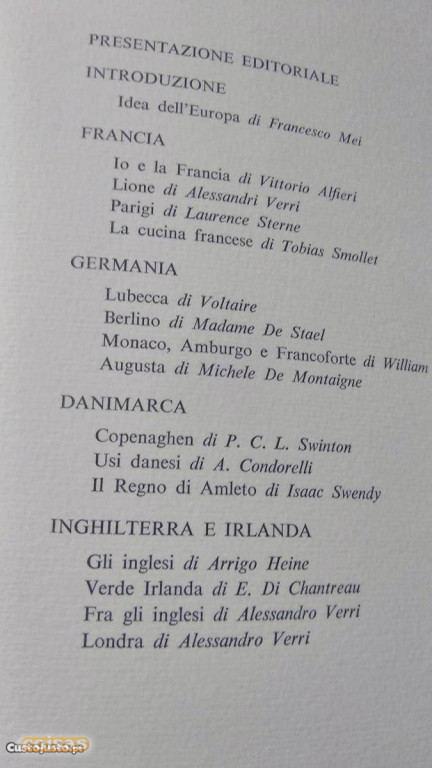 PRESENTAZIONE EDITORIALE
INTRODUZIONE
Idea dell'Europa di Francesco Mei
FRANCIA
Io e la Francia di Vittorio Alfieri
Lione di Alessandri Verri
Parigi di Laurence Sterne
La cucina francese di Tobias Smollet
GERMANIA
Lubecca di Voltaire
Berlino di Madame De Stael
Monaco, Amburgo e Francoforte di William
Augusta di Michele De Montaigne
DANIMARCA
Copenaghen di P. C. L. Swinton
Usi danesi di A. Condorelli
Il Regno di Amleto di Isaac Swendy
INGHILTERRA E IRLANDA
Gli inglesi di Arrigo Heine
Verde Irlanda di E. Di Chantreau
Fra gli inglesi di Alessandro Verri
Londra di Alessandro Verri